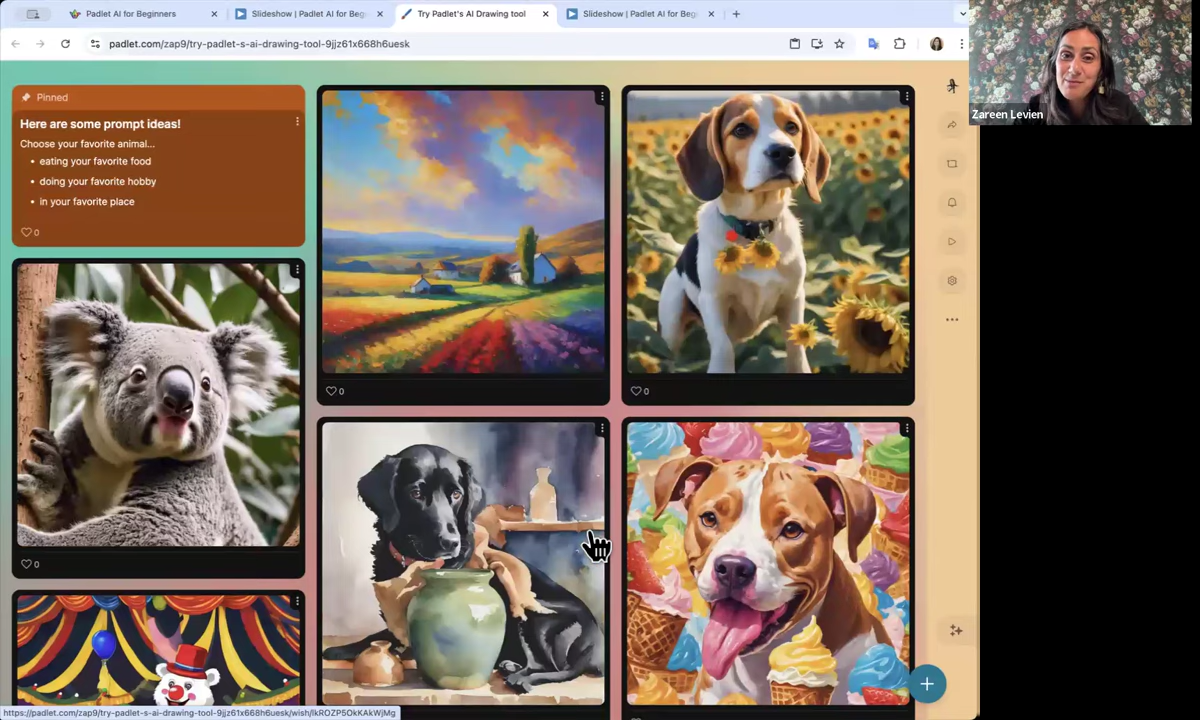 Padlet AI for Beginners
Slideshow | Padlet AI for Beg
Try Padlet's AI Drawing tool
Slideshow | Padlet AI for Beg
padlet.com/zap9/try-padlet-s-ai-drawing-tool-9jjz61x668h6uesk
Zareen Levien
Pinned
Here are some prompt ideas!
Choose your favorite animal...
• eating your favorite food
• doing your favorite hobby
• in your favorite place
0
0
0
0
https://padlet.com/zap9/try-padlet-s-ai-drawing-tool-9jjz61x668h6uesk/wish/lkROZP5OkKAkWjMg